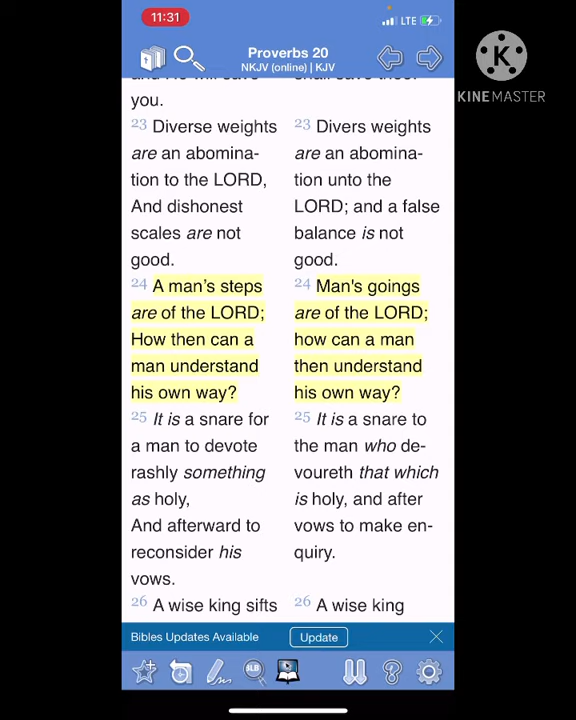 11:31
LTE
Proverbs 20
NKJV (online) | KJV
K
KINEMASTER
you.
23 Diverse weights
are an abomina-
tion to the LORD,
And dishonest
scales are not
good.
24 A man’s steps
are of the LORD;
How then can a
man understand
his own way?
25 It is a snare for
a man to devote
rashly something
as holy,
And afterward to
reconsider his
vows.
26 A wise king sifts
23 Divers weights
are an abomina-
tion unto the
LORD; and a false
balance is not
good.
24 Man's goings
are of the LORD;
how can a man
then understand
his own way?
25 It is a snare to
the man who de-
voureth that which
is holy, and after
vows to make en-
quiry.
26 A wise king
Bibles Updates Available
Update
BLB